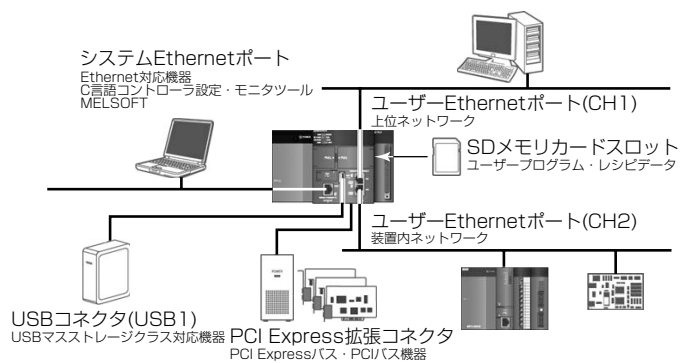 システムEthernetポート
Ethernet対応機器
C言語コントローラ設定・モニタツール
MELSOFT
ユーザーEthernetポート(CH1)
上位ネットワーク
SDメモリカードスロット
ユーザープログラム・レシピデータ
ユーザーEthernetポート(CH2)
装置内ネットワーク
USBコネクタ(USB1)
USBマスストレージクラス対応機器
PCI Express拡張コネクタ
PCI Expressバス・PCIバス機器